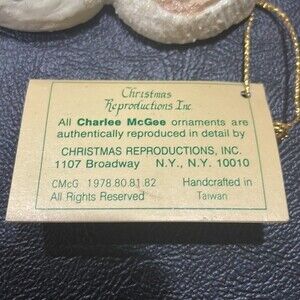 Christmas
Reproductions Inc
All Charlee McGee ornaments are
authentically reproduced in detail by
CHRISTMAS REPRODUCTIONS, INC.
1107 Broadway N.Y., N.Y. 10010
CMcG 1978.80.81.82 Handcrafted in
All Rights Reserved Taiwan